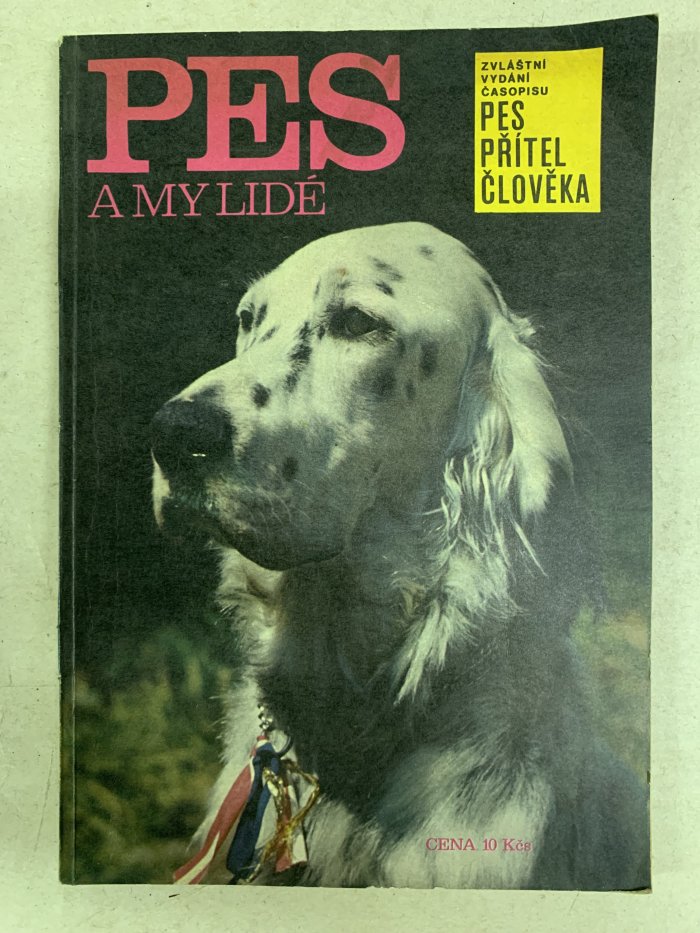 PES
A MY LIDÉ
ZVLÁŠTNÍ
VYDÁNÍ
ČASOPISU
PES
PŘÍTEL
ČLOVĚKA
CENA 10 Kčs